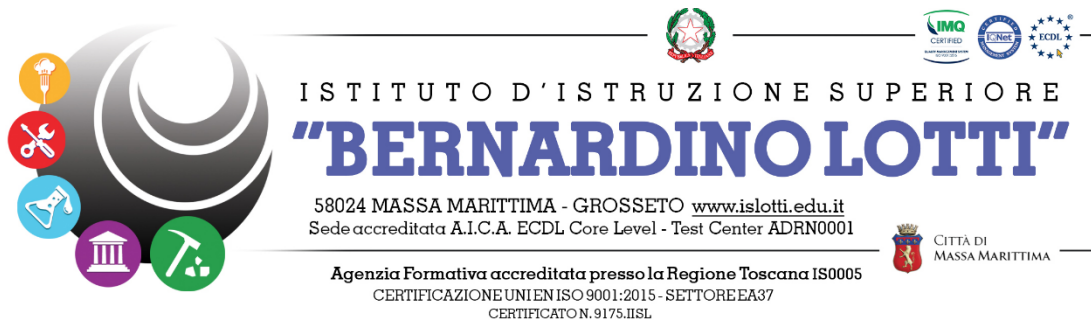 IMQ
CERTIFIED
IQNet
ECDL
ISTITUTO D'ISTRUZIONE SUPERIORE
"BERNARDINO LOTTI"
58024 MASSA MARITTIMA - GROSSETO www.islotti.edu.it
Sede accreditata A.I.C.A. ECDL Core Level - Test Center ADRN0001
CITTÀ DI
MASSA MARITTIMA
Agenzia Formativa accreditata presso la Regione Toscana IS0005
CERTIFICAZIONE UNI EN ISO 9001:2015 - SETTORE EA37
CERTIFICATO N. 9175.IISL